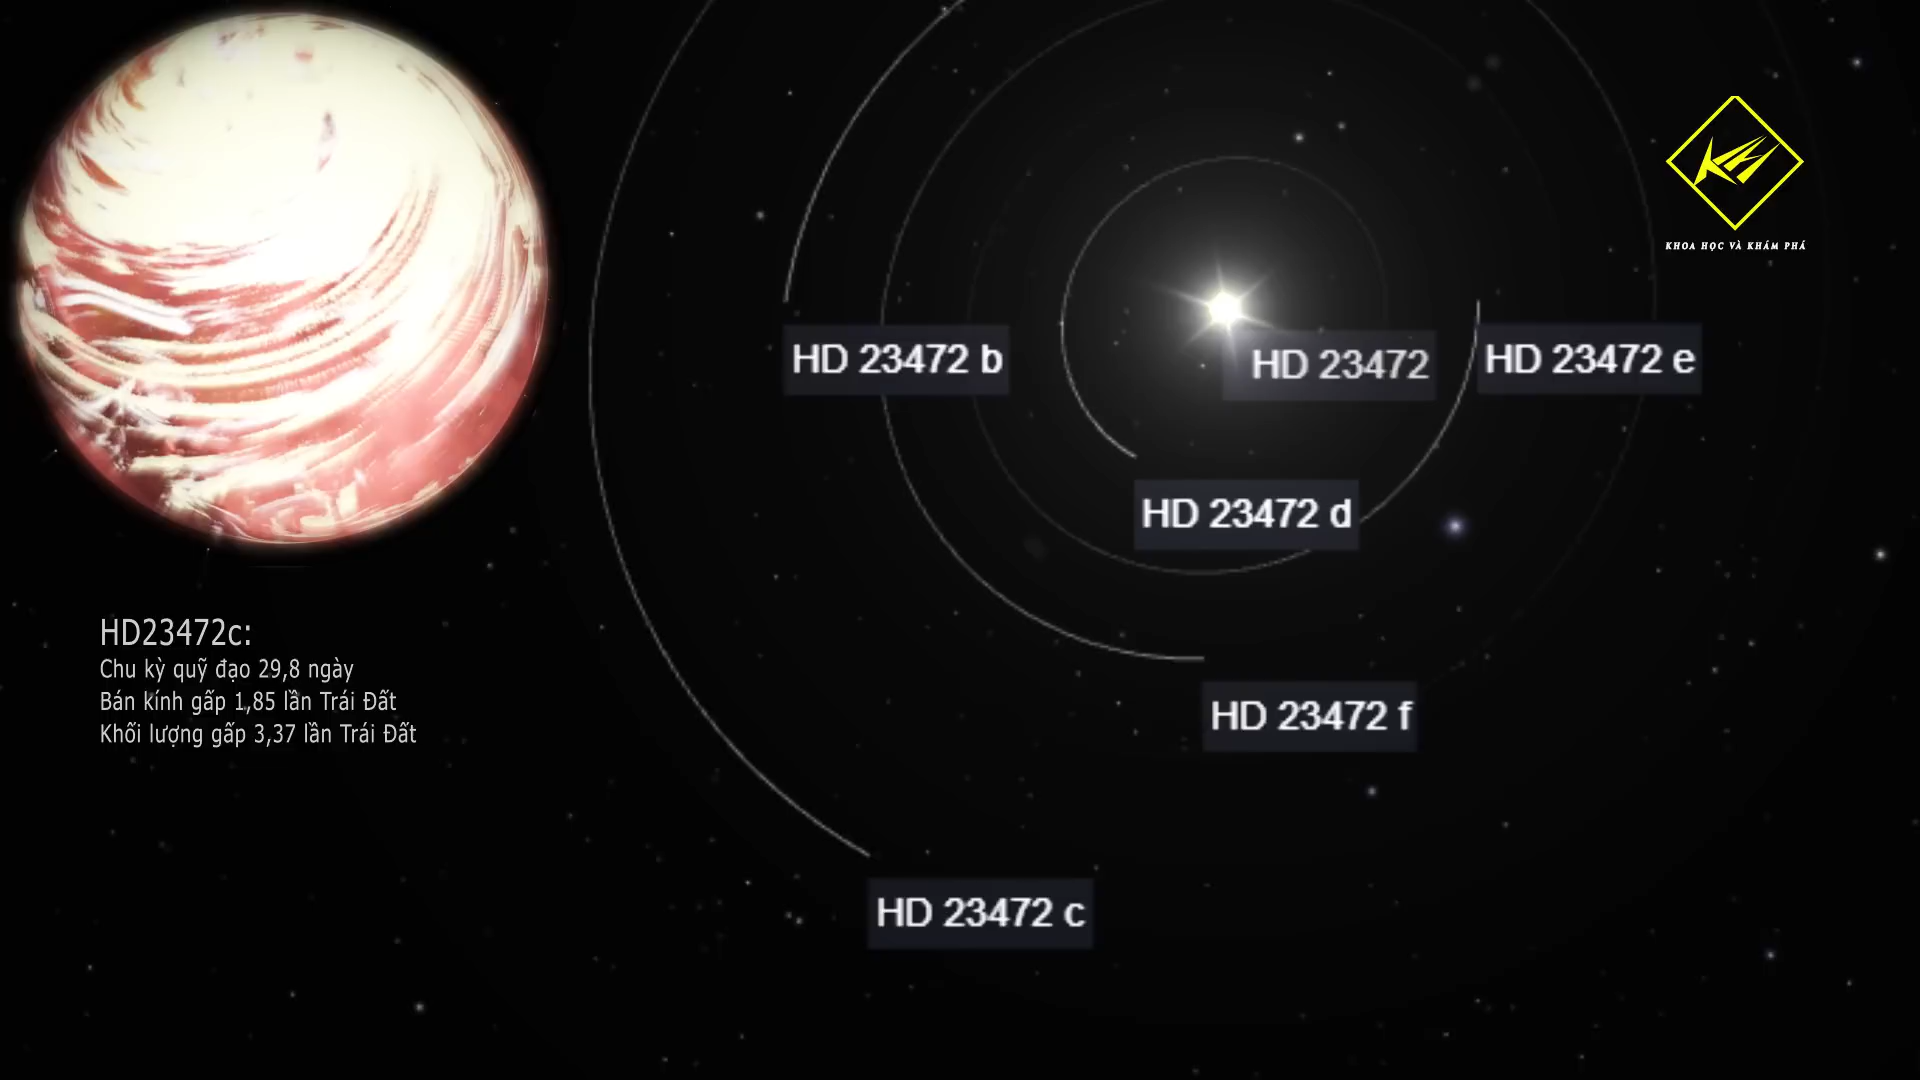 KHOA HỌC VÀ KHÁM PHÁ
HD 23472 b
HD 23472
HD 23472 e
HD 23472 d
HD23472c:
Chu kỳ quỹ đạo 29,8 ngày
Bán kính gấp 1,85 lần Trái Đất
Khối lượng gấp 3,37 lần Trái Đất
HD 23472 f
HD 23472 c